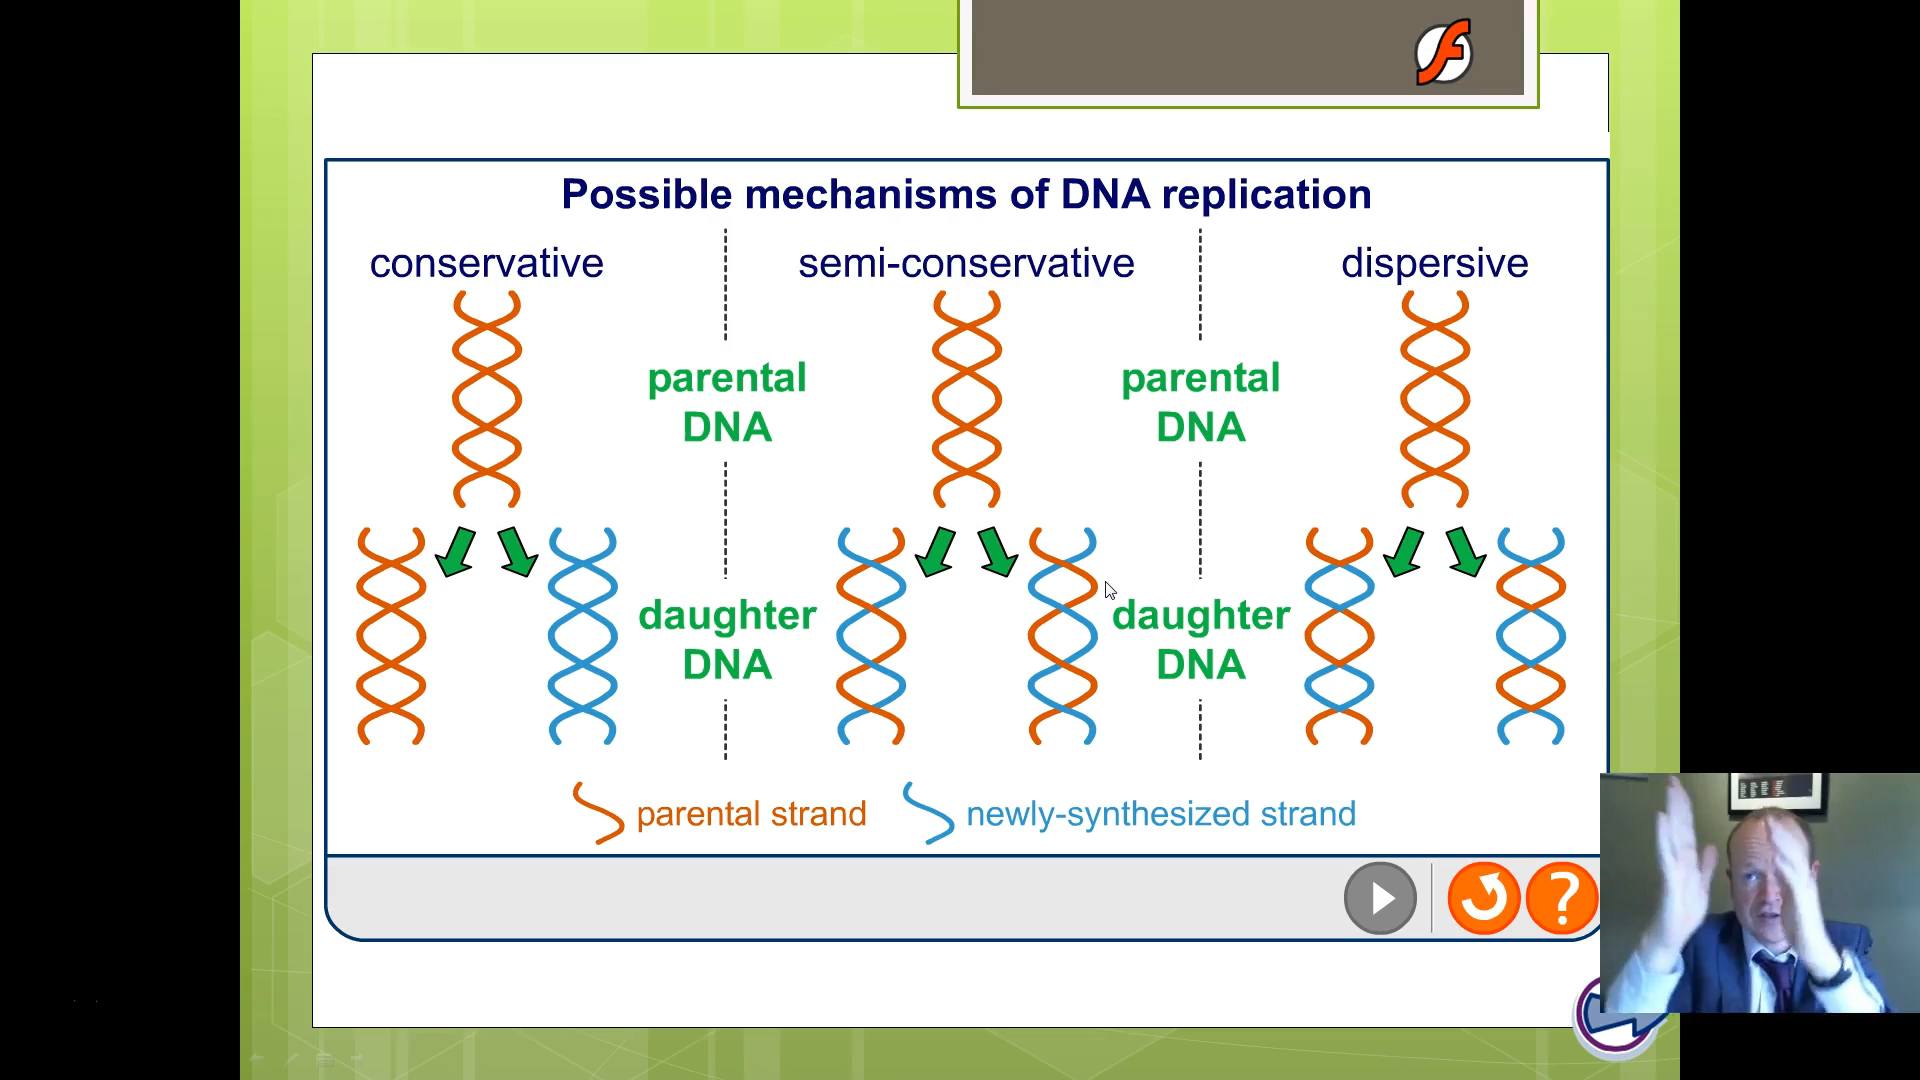 Possible mechanisms of DNA replication
conservative
semi-conservative
dispersive
parental
DNA
parental
DNA
daughter
DNA
daughter
DNA
parental strand
newly-synthesized strand
?